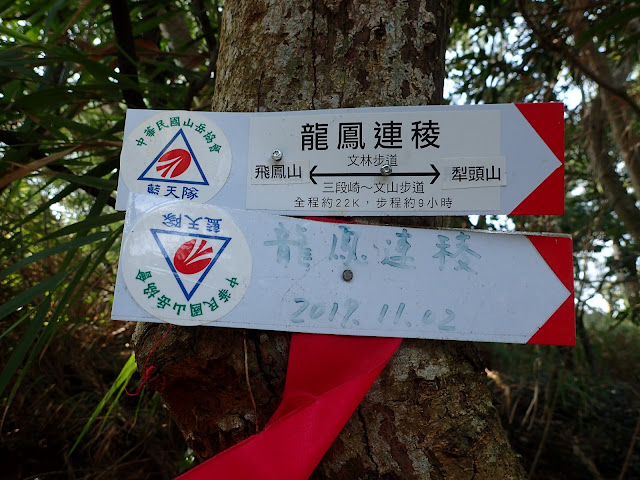 中華民國山岳協會
藍天隊
龍鳳連稜
文林步道
飛鳳山 犁頭山
三段崎～文山步道
全程約22K，步程約9小時
藍天隊
中華民國山岳協會
龍鳳連稜
2019.11.02